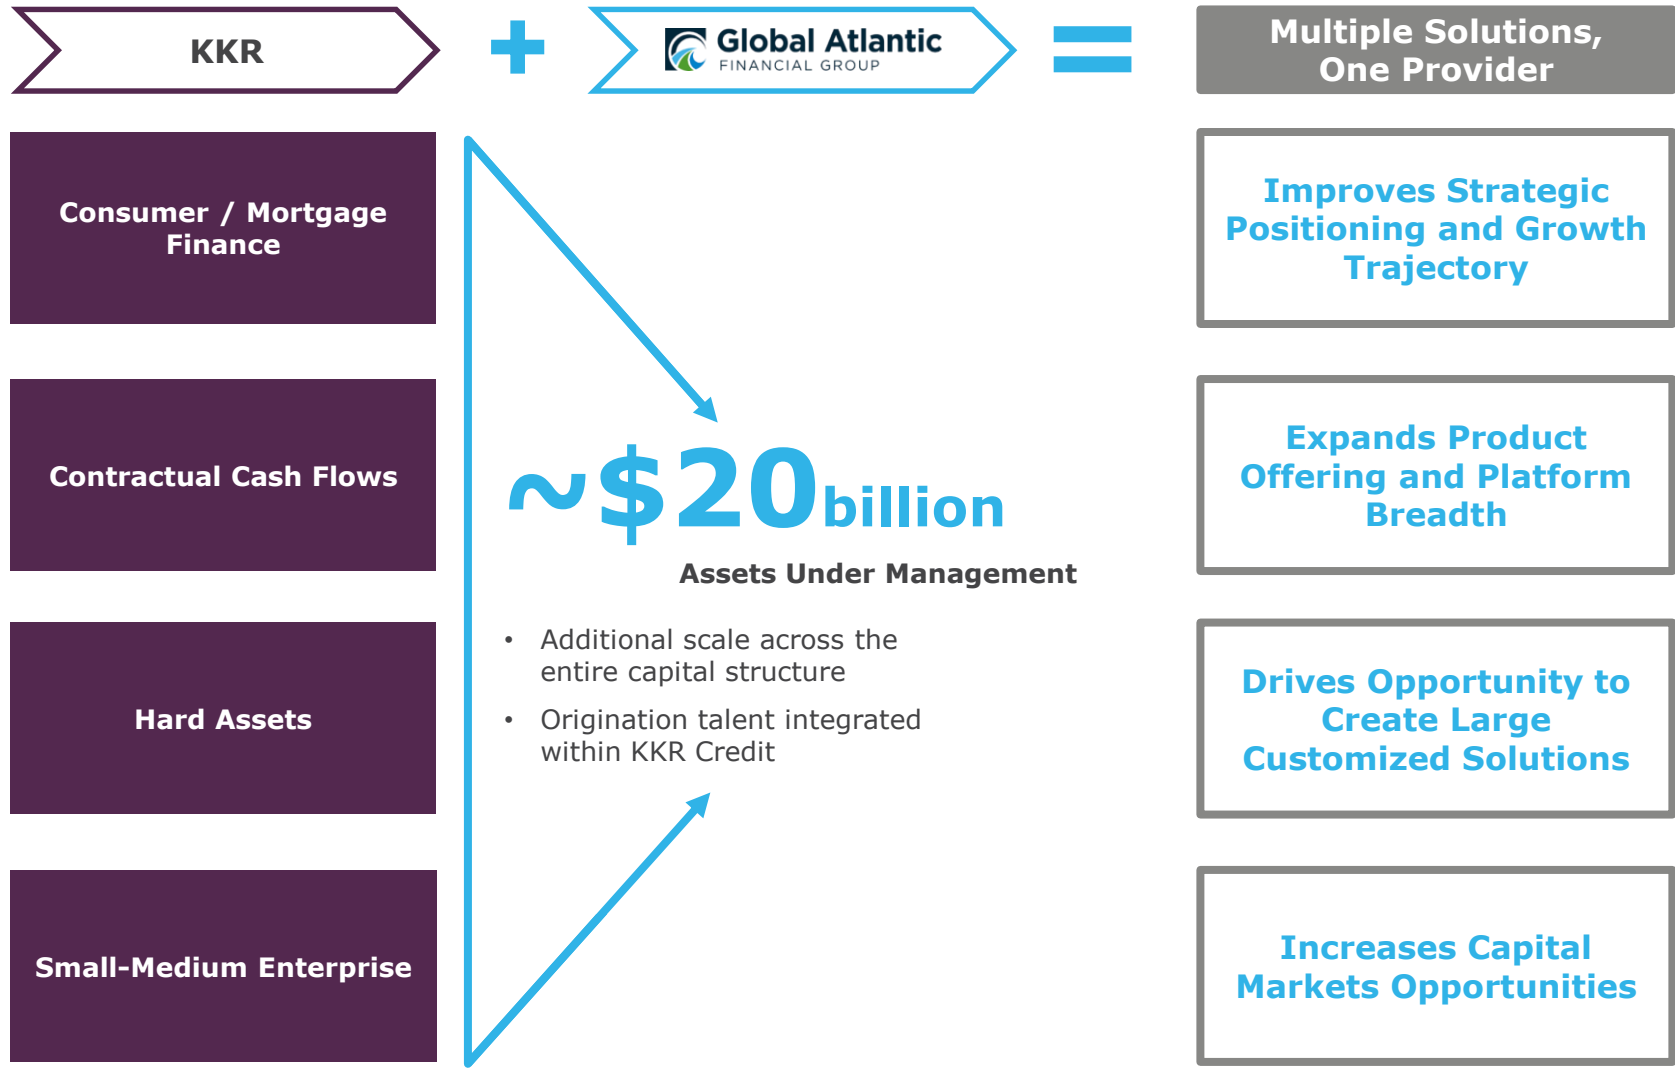 KKR
+
Global Atlantic
FINANCIAL GROUP
=
Multiple Solutions,
One Provider
Consumer / Mortgage
Finance
Contractual Cash Flows
Hard Assets
Small-Medium Enterprise
~$20 billion
Assets Under Management
• Additional scale across the
entire capital structure
• Origination talent integrated
within KKR Credit
Improves Strategic
Positioning and Growth
Trajectory
Expands Product
Offering and Platform
Breadth
Drives Opportunity to
Create Large
Customized Solutions
Increases Capital
Markets Opportunities